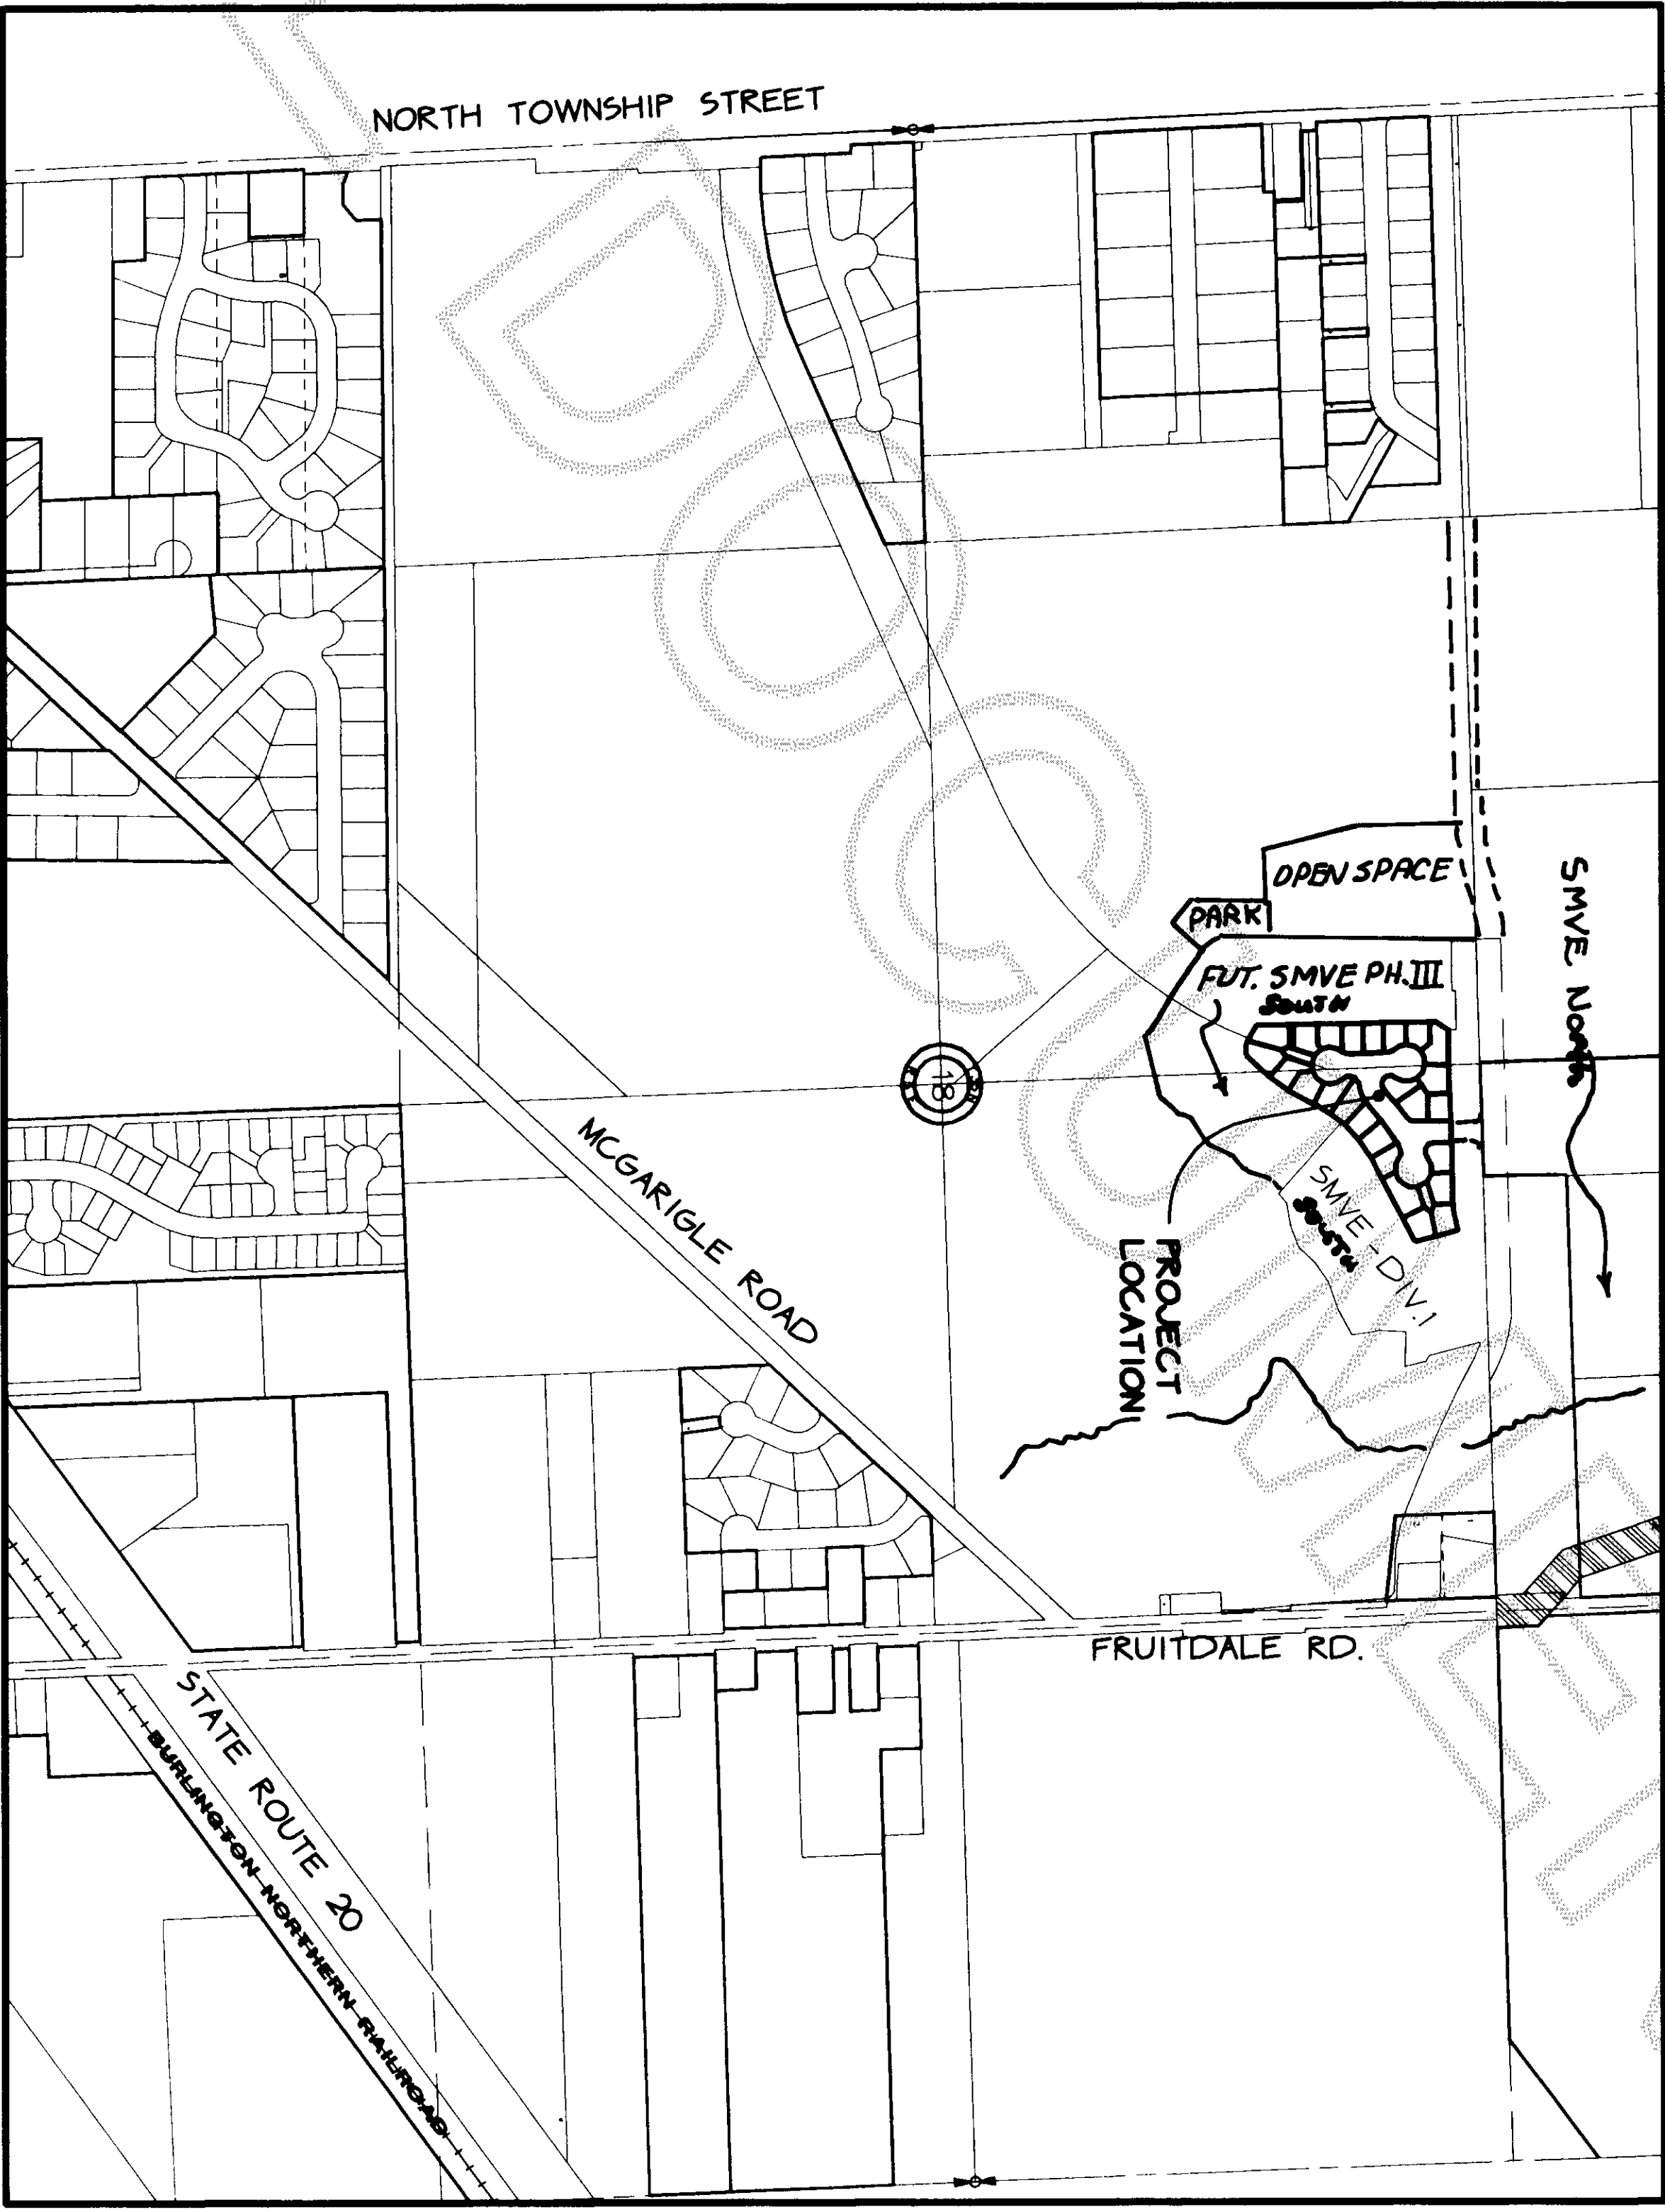 NORTH TOWNSHIP STREET
OPEN SPACE
PARK
SMVE NORTH
FUT. SMVE PH. III
SOUTH
18
MCGARIGLE ROAD
SMVE - DIV. 1
SOUTH
PROJECT
LOCATION
FRUITDALE RD.
STATE ROUTE 20
BURLINGTON NORTHERN RAILROAD